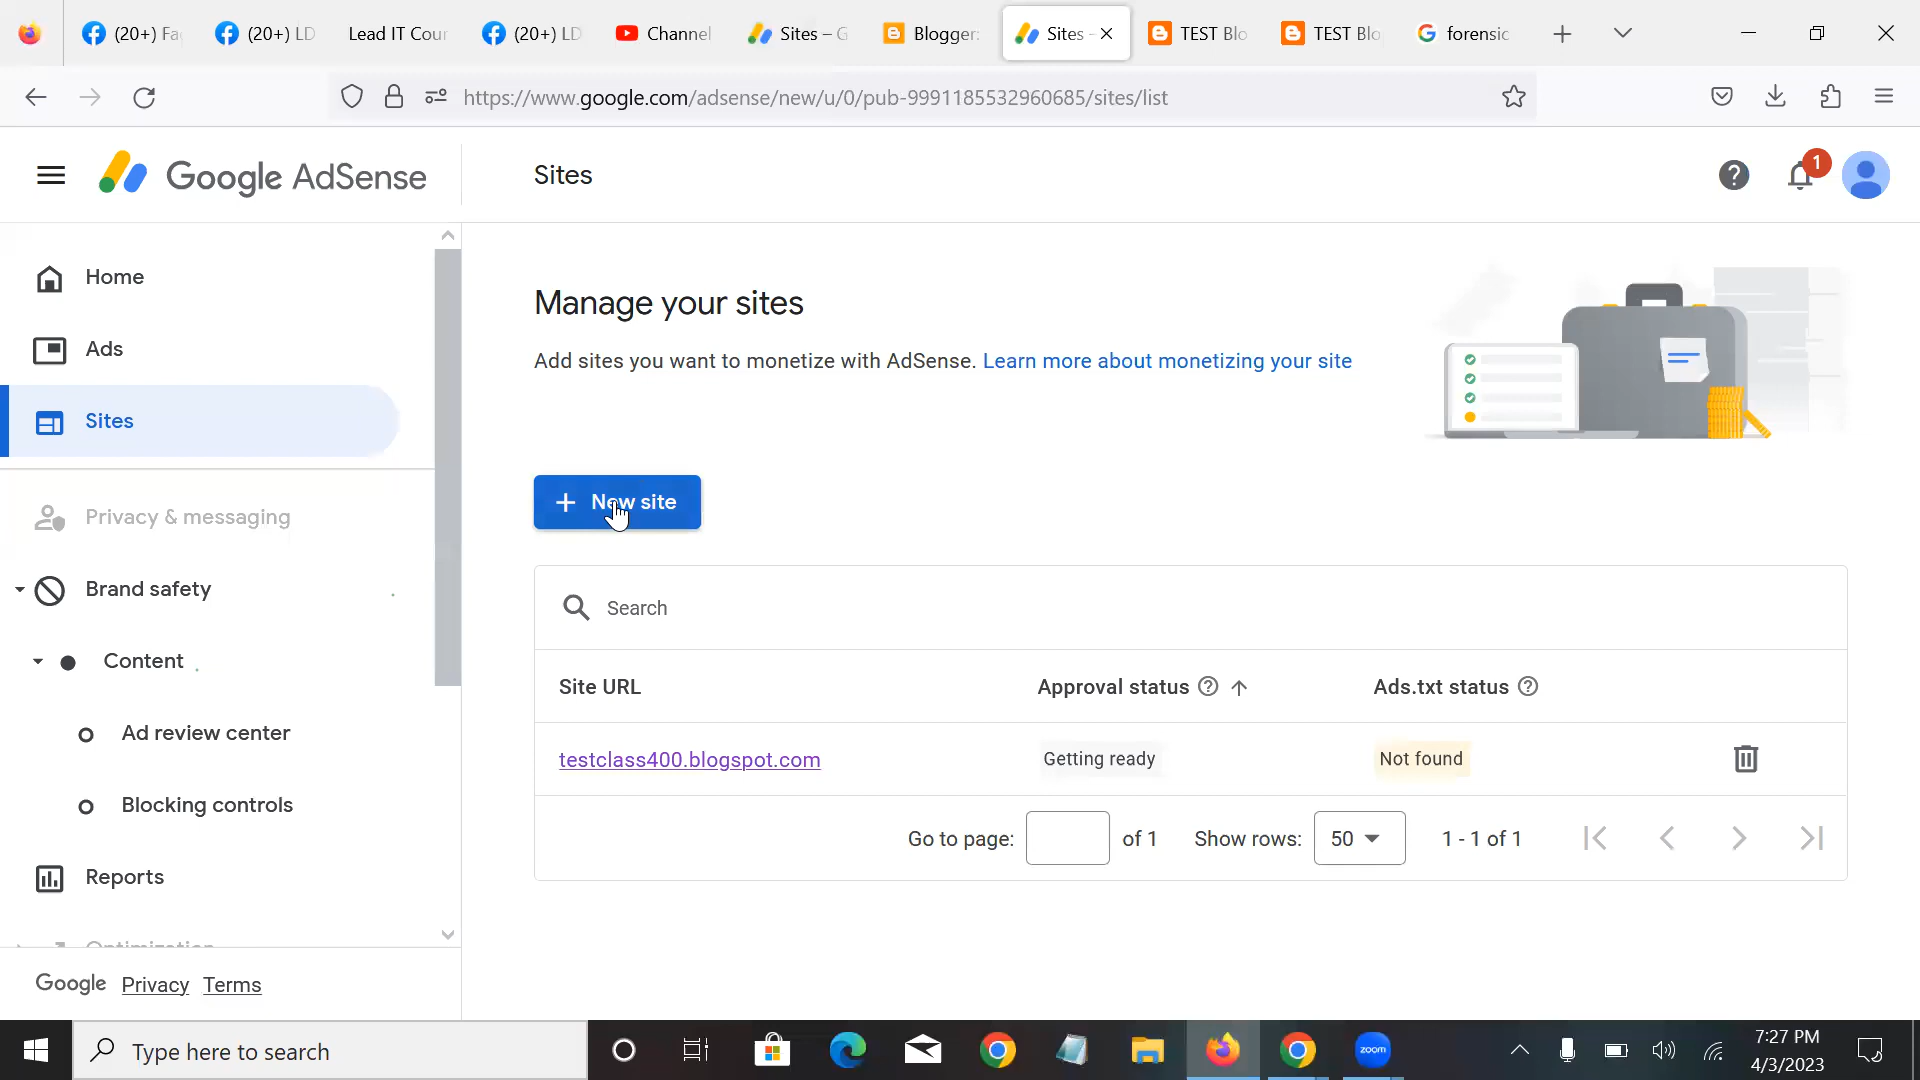 (20+) Fa
(20+) LD
Lead IT Cour
(20+) LD
Channel
Sites – G
Blogger:
Sites -
TEST Blo
TEST Blo
forensic
https://www.google.com/adsense/new/u/0/pub-9991185532960685/sites/list
Google AdSense
Sites
1
Home
Ads
Sites
Privacy & messaging
Brand safety
Content
Ad review center
Blocking controls
Reports
Optimization
Google Privacy Terms
Manage your sites
Add sites you want to monetize with AdSense. Learn more about monetizing your site
New site
Search
Site URL
Approval status
Ads.txt status
testclass400.blogspot.com
Getting ready
Not found
Go to page:
of 1
Show rows:
50
1 - 1 of 1
Type here to search
zoom
7:27 PM
4/3/2023